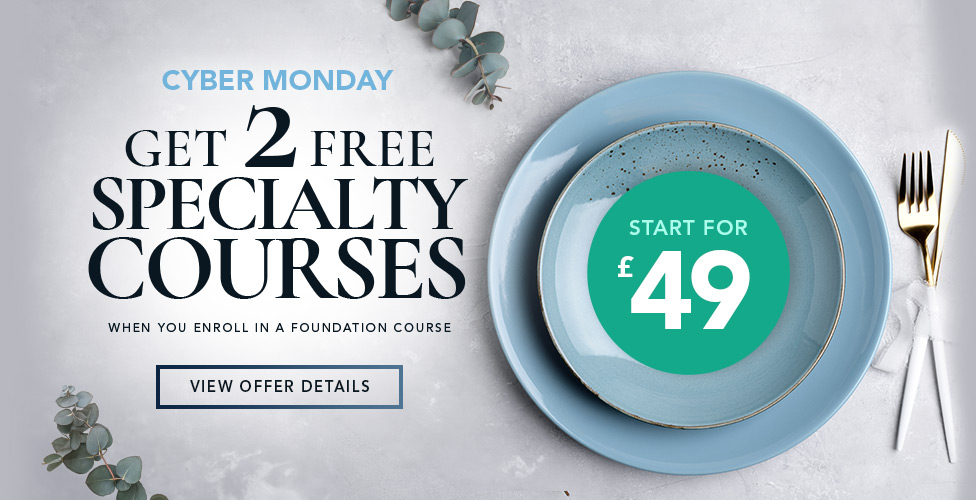 CYBER MONDAY
GET 2 FREE
SPECIALTY
COURSES
WHEN YOU ENROLL IN A FOUNDATION COURSE
VIEW OFFER DETAILS
START FOR
£49